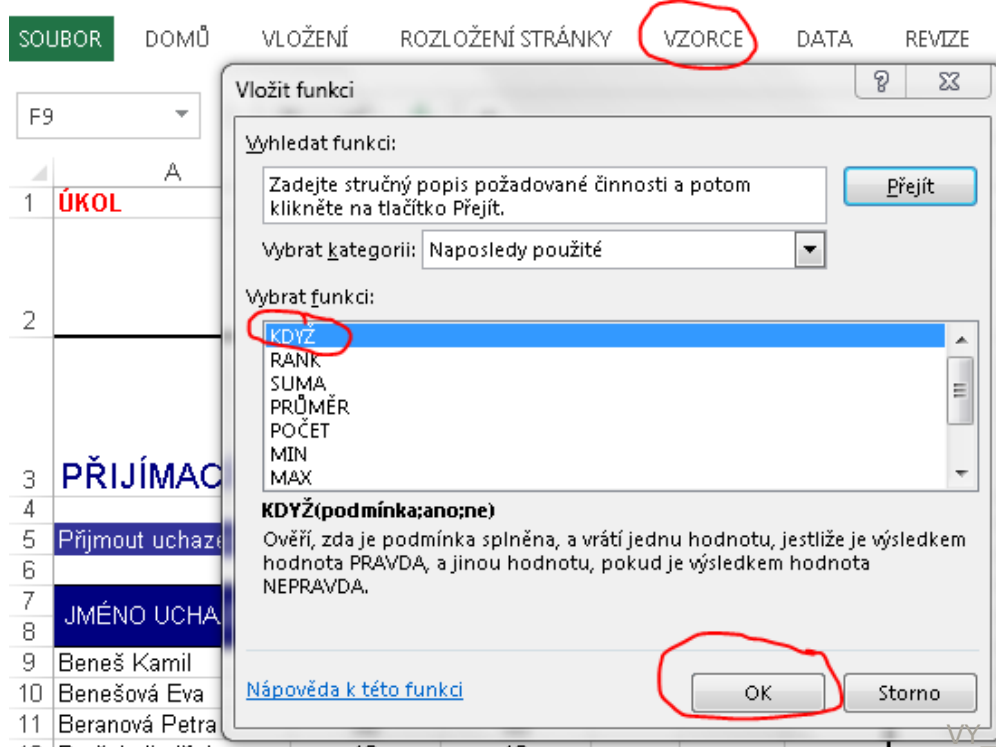 SOUBOR DOMŮ VLOŽENÍ ROZLOŽENÍ STRÁNKY VZORCE DATA REVIZE
Vložit funkci
F9
Vyhledat funkci:
Zadejte stručný popis požadované činnosti a potom
klikněte na tlačítko Přejít.
Přejít
Vybrat kategorii: Naposledy použité
Vybrat funkci:
KDYŽ
RANK
SUMA
PRŮMĚR
POČET
MIN
MAX
KDYŽ(podmínka;ano;ne)
Ověří, zda je podmínka splněna, a vrátí jednu hodnotu, jestliže je výsledkem
hodnota PRAVDA, a jinou hodnotu, pokud je výsledkem hodnota
NEPRAVDA.
Nápověda k této funkci
OK Storno
A
1 ÚKOL
2
3 PŘIJÍMAC
4
5 Přijmout uchaze
6
7
JMÉNO UCHA
8
9 Beneš Kamil
10 Benešová Eva
11 Beranová Petra
VY